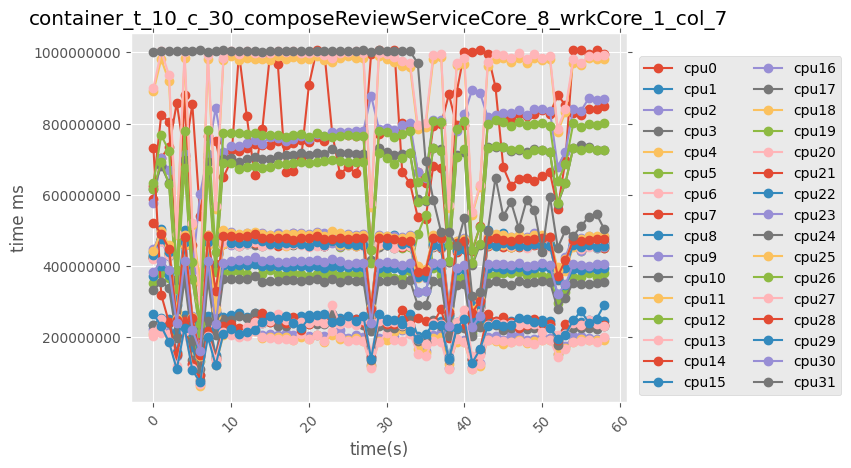 container_t_10_c_30_composeReviewServiceCore_8_wrkCore_1_col_7
1000000000
800000000
600000000
400000000
200000000
time ms
0 10 20 30 40 50 60
time(s)
cpu0 cpu16
cpu1 cpu17
cpu2 cpu18
cpu3 cpu19
cpu4 cpu20
cpu5 cpu21
cpu6 cpu22
cpu7 cpu23
cpu8 cpu24
cpu9 cpu25
cpu10 cpu26
cpu11 cpu27
cpu12 cpu28
cpu13 cpu29
cpu14 cpu30
cpu15 cpu31